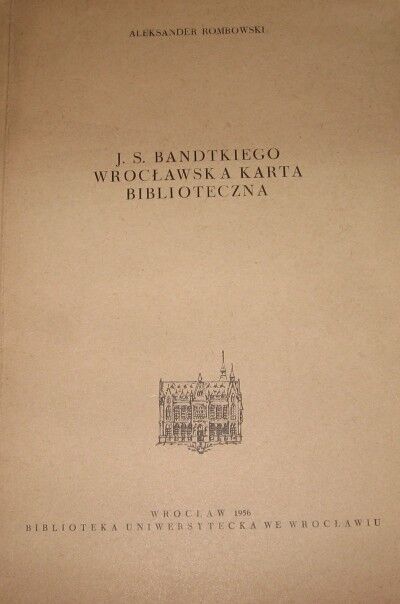 ALEKSANDER ROMBOWSKI
J. S. BANDTKIEGO
WROCŁAWSKA KARTA
BIBLIOTECZNA
WROCŁAW 1956
BIBLIOTEKA UNIWERSYTECKA WE WROCŁAWIU